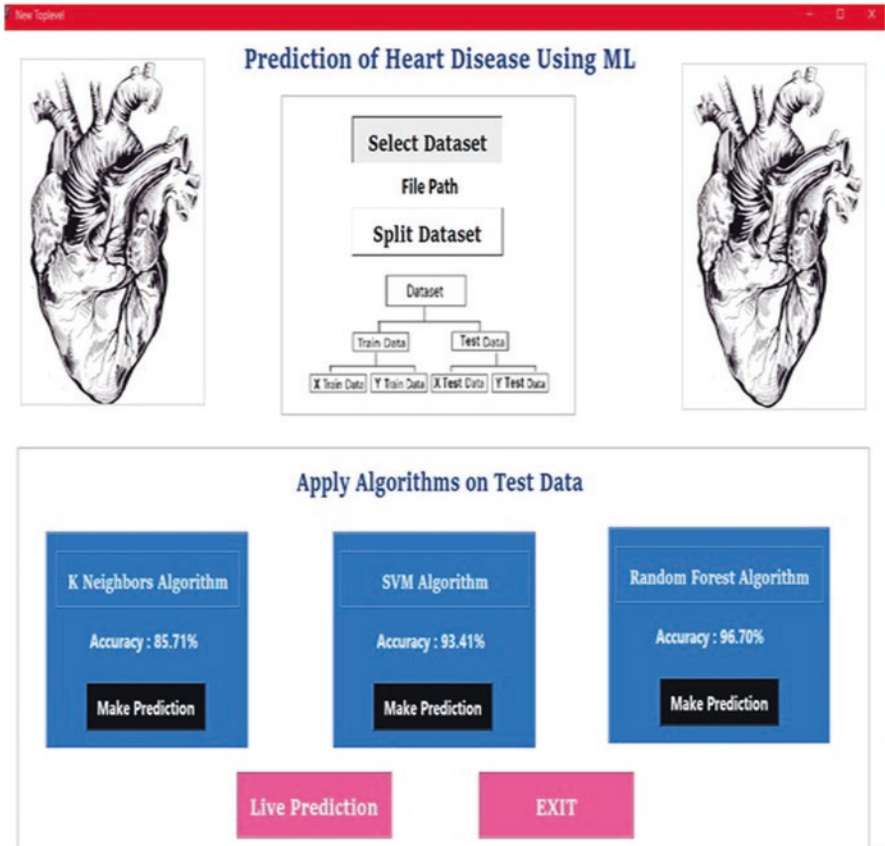 New Toplevel
Prediction of Heart Disease Using ML
Select Dataset
File Path
Split Dataset
Dataset
Train Data
Test Data
X Train Data
Y Train Data
X Test Data
Y Test Data
Apply Algorithms on Test Data
K Neighbors Algorithm
Accuracy : 85.71%
Make Prediction
SVM Algorithm
Accuracy : 93.41%
Make Prediction
Random Forest Algorithm
Accuracy : 96.70%
Make Prediction
Live Prediction
EXIT